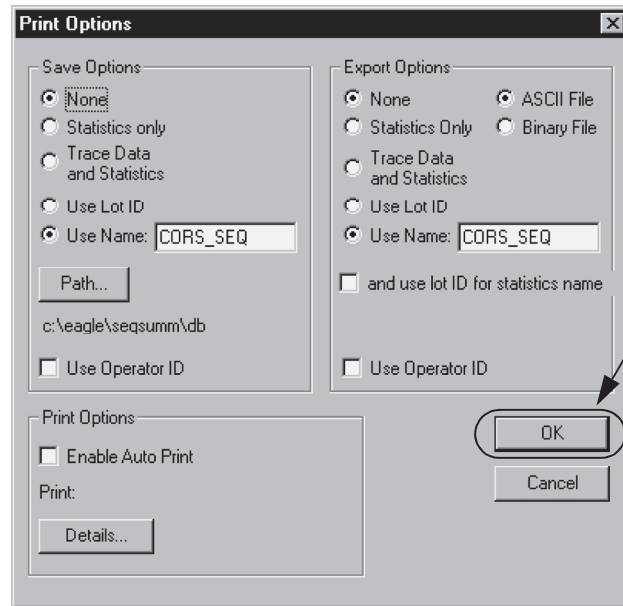 Print Options
Save Options
None
Statistics only
Trace Data
and Statistics
Use Lot ID
Use Name: CORS_SEQ
Path...
c:\eagle\seqsumm\db
Use Operator ID
Export Options
None
ASCII File
Statistics Only
Binary File
Trace Data
and Statistics
Use Lot ID
Use Name: CORS_SEQ
and use lot ID for statistics name
Use Operator ID
Print Options
Enable Auto Print
Print:
Details...
OK
Cancel